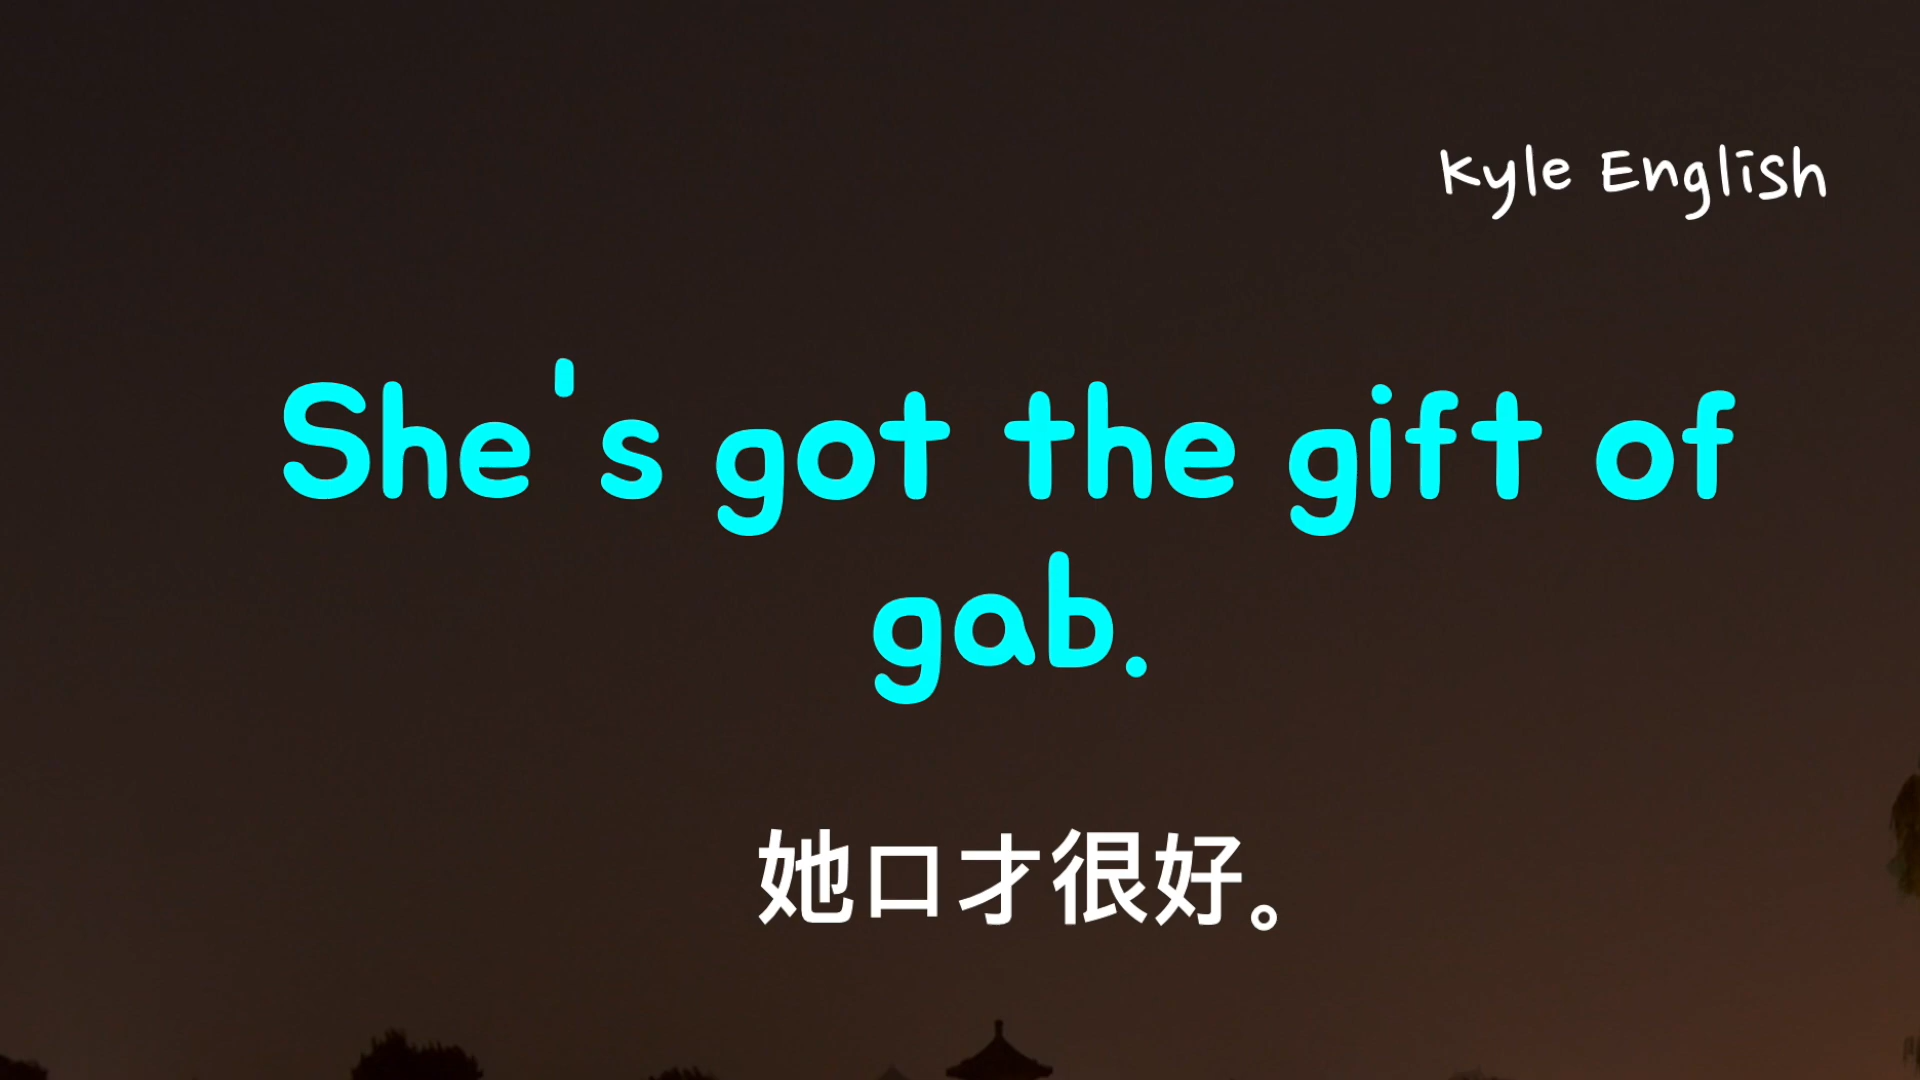 Kyle English
She's got the gift of
gab.
她口才很好。